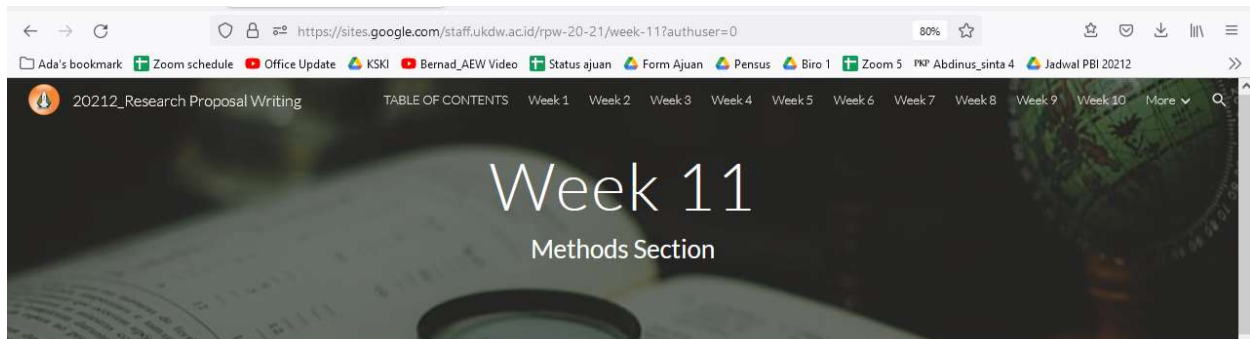 https://sites.google.com/staff.ukdw.ac.id/rpw-20-21/week-11?authuser=0 80%
Ada's bookmark Zoom schedule Office Update KSKI Bernad_AEW Video Status ajuan Form Ajuan Pensus Biro 1 Zoom 5 PKP Abdinus_sinta 4 Jadwal PBI 20212
20212_Research Proposal Writing TABLE OF CONTENTS Week 1 Week 2 Week 3 Week 4 Week 5 Week 6 Week 7 Week 8 Week 9 Week 10 More
Week 11
Methods Section